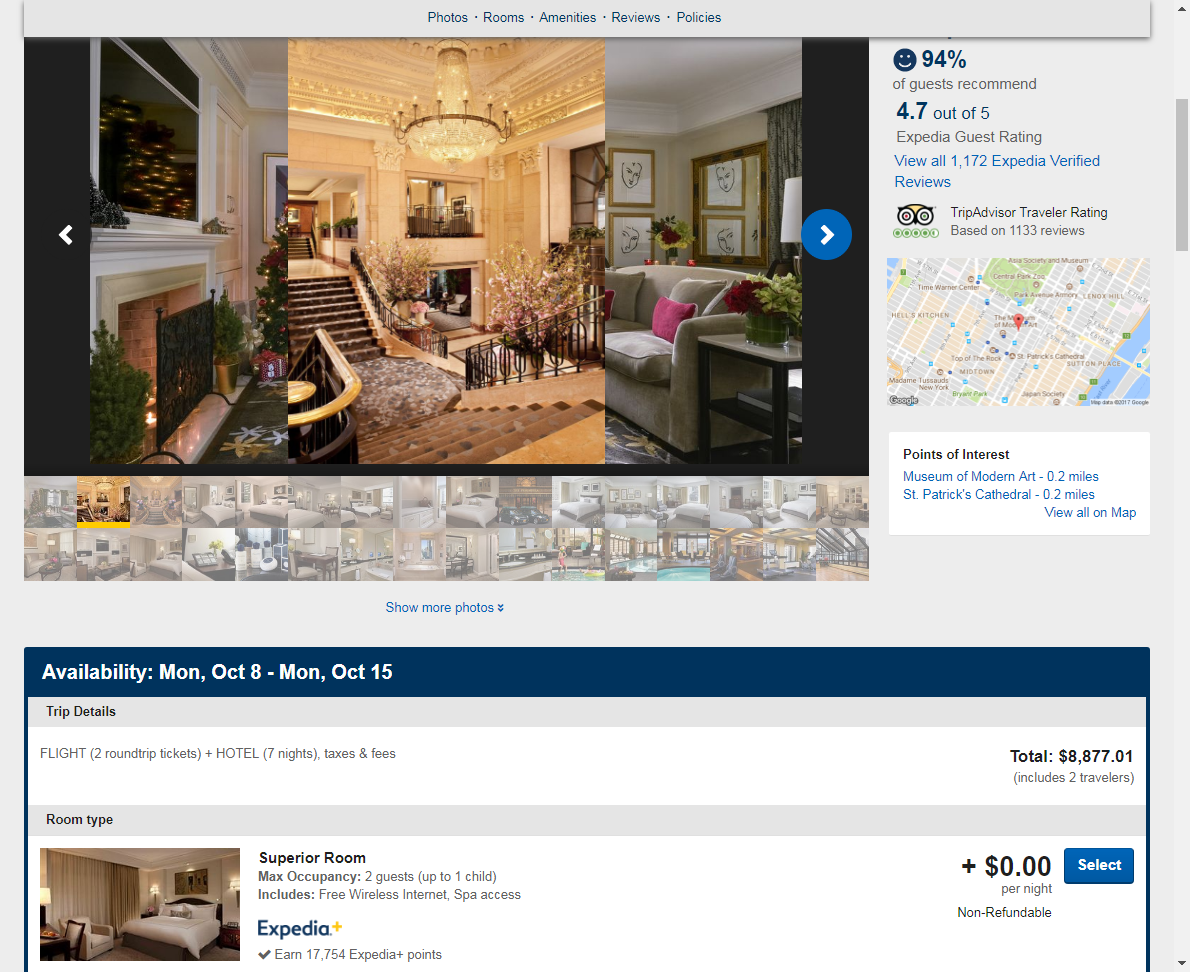 Photos · Rooms · Amenities · Reviews · Policies
94%
of guests recommend
4.7 out of 5
Expedia Guest Rating
View all 1,172 Expedia Verified
Reviews
TripAdvisor Traveler Rating
Based on 1133 reviews
Asia Society and Museum
Central Park Zoo
Time Warner Center
Park Avenue Armory
LENOX HILL
HELL'S KITCHEN
The Museum
of Modern Art
Top of The Rock
St. Patrick's Cathedral
SUTTON PLACE
MIDTOWN
Madame Tussauds
New York
Bryant Park
Japan Society
Google
Map data ©2017 Google
Points of Interest
Museum of Modern Art - 0.2 miles
St. Patrick's Cathedral - 0.2 miles
View all on Map
Show more photos
Availability: Mon, Oct 8 - Mon, Oct 15
Trip Details
FLIGHT (2 roundtrip tickets) + HOTEL (7 nights), taxes & fees
Total: $8,877.01
(includes 2 travelers)
Room type
Superior Room
Max Occupancy: 2 guests (up to 1 child)
Includes: Free Wireless Internet, Spa access
Expedia+
Earn 17,754 Expedia+ points
+ $0.00
per night
Non-Refundable
Select